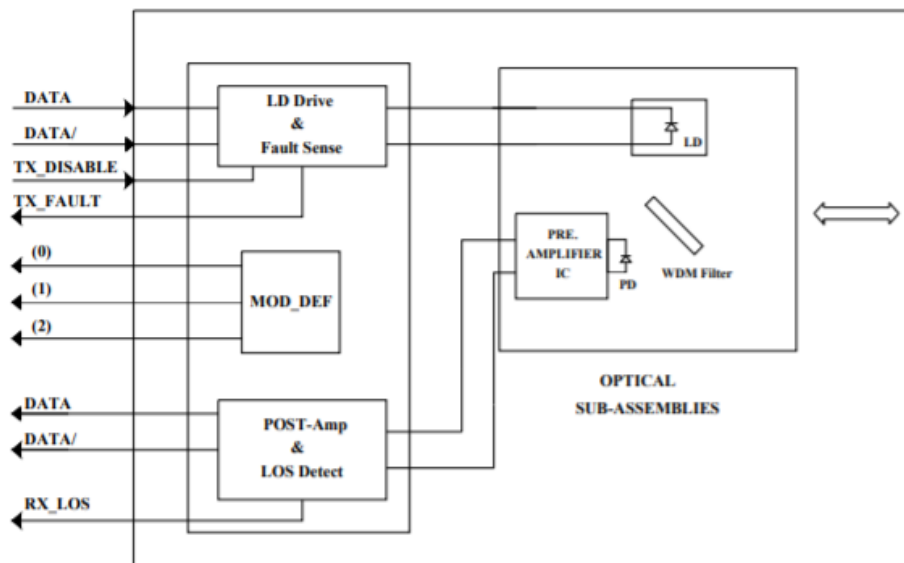 DATA
DATA/
TX_DISABLE
TX_FAULT
(0)
(1)
(2)
DATA
DATA/
RX_LOS
LD Drive
&
Fault Sense
MOD_DEF
POST-Amp
&
LOS Detect
LD
PRE.
AMPLIFIER
IC
PD
WDM Filter
OPTICAL
SUB-ASSEMBLIES